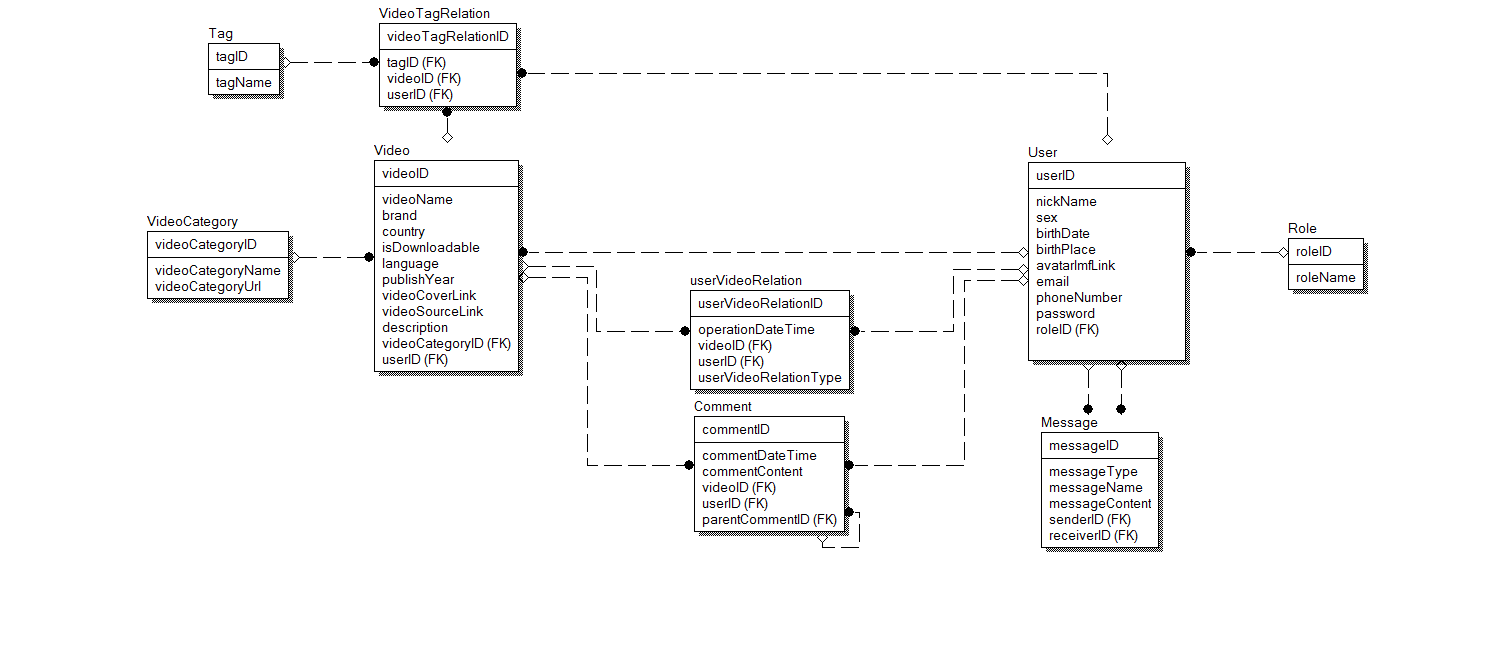 VideoTagRelation
videoTagRelationID
tagID (FK)
videoID (FK)
userID (FK)
Tag
tagID
tagName
Video
videoID
videoName
brand
country
isDownloadable
language
publishYear
videoCoverLink
videoSourceLink
description
videoCategoryID (FK)
userID (FK)
VideoCategory
videoCategoryID
videoCategoryName
videoCategoryUrl
userVideoRelation
userVideoRelationID
operationDateTime
videoID (FK)
userID (FK)
userVideoRelationType
Comment
commentID
commentDateTime
commentContent
videoID (FK)
userID (FK)
parentCommentID (FK)
User
userID
nickName
sex
birthDate
birthPlace
avatarImfLink
email
phoneNumber
password
roleID (FK)
Role
roleID
roleName
Message
messageID
messageType
messageName
messageContent
senderID (FK)
receiverID (FK)